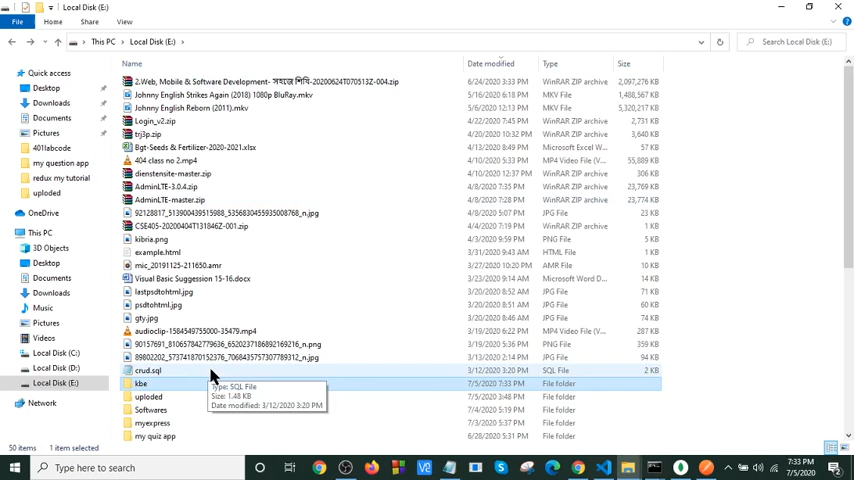 Local Disk (E:)
File Home Share View
This PC Local Disk (E:) Search Local Disk (E:)
Name Date modified Type Size
Quick access
Desktop
Downloads
Documents
Pictures
401labcode
my question app
redux my tutorial
uploded
OneDrive
This PC
3D Objects
Desktop
Documents
Downloads
Music
Pictures
Videos
Local Disk (C:)
Local Disk (D:)
Local Disk (E:)
Network
2.Web, Mobile & Software Development- সহজে শিখি-20200624T070513Z-004.zip 6/24/2020 3:33 PM WinRAR ZIP archive 2,097,276 KB
Johnny English Strikes Again (2018) 1080p BluRay.mkv 5/16/2020 6:18 PM MKV File 1,488,567 KB
Johnny English Reborn (2011).mkv 5/6/2020 12:13 PM MKV File 5,320,217 KB
Login_v2.zip 4/22/2020 7:45 PM WinRAR ZIP archive 2,731 KB
trj3p.zip 4/20/2020 10:32 PM WinRAR ZIP archive 3,640 KB
Bgt-Seeds & Fertilizer-2020-2021.xlsx 4/13/2020 8:49 PM Microsoft Excel W... 57 KB
404 class no 2.mp4 4/10/2020 5:33 PM MP4 Video File (V... 55,889 KB
dienstensite-master.zip 4/10/2020 12:37 PM WinRAR ZIP archive 306 KB
AdminLTE-3.0.4.zip 4/8/2020 7:35 PM WinRAR ZIP archive 23,769 KB
AdminLTE-master.zip 4/8/2020 7:28 PM WinRAR ZIP archive 23,774 KB
92128817_513900439515988_5356830455935008768_n.jpg 4/8/2020 5:07 PM JPG File 23 KB
CSE405-20200404T131846Z-001.zip 4/4/2020 7:19 PM WinRAR ZIP archive
kibria.png 4/3/2020 9:59 PM PNG File 5 KB
example.html 3/31/2020 9:43 AM HTML File 1 KB
mic_20191125-211650.amr 3/27/2020 10:20 PM AMR File
Visual Basic Suggession 15-16.docx 3/23/2020 9:14 AM Microsoft Word D... 14 KB
lastpsdtohtml.jpg 3/20/2020 8:52 AM JPG File 71 KB
psdtohtml.jpg 3/20/2020 8:51 AM JPG File 60 KB
gty.jpg 3/20/2020 8:46 AM JPG File 74 KB
audioclip-1584549755000-35479.mp4 3/19/2020 6:22 PM MP4 Video File (V... 287 KB
90157691_610657842779636_6520237186892169216_n.png 3/19/2020 5:36 PM PNG File 359 KB
89802202_573741870152376_7068435757307789312_n.jpg 3/13/2020 2:14 PM JPG File 94 KB
crud.sql 3/12/2020 3:20 PM SQL File 2 KB
kbe 7/5/2020 7:33 PM File folder
uploded 7/5/2020 3:48 PM File folder
Softwares 7/4/2020 5:19 PM File folder
myexpress 7/3/2020 5:37 PM File folder
my quiz app 6/28/2020 5:31 PM File folder
Type: SQL File
Size: 1.48 KB
Date modified: 3/12/2020 3:20 PM
50 items 1 item selected
Type here to search
7:33 PM
7/5/2020